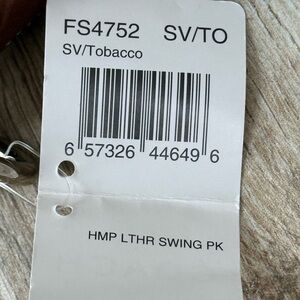 FS4752 SV/TO
SV/Tobacco
6 57326 44649 6
HMP LTHR SWING PK